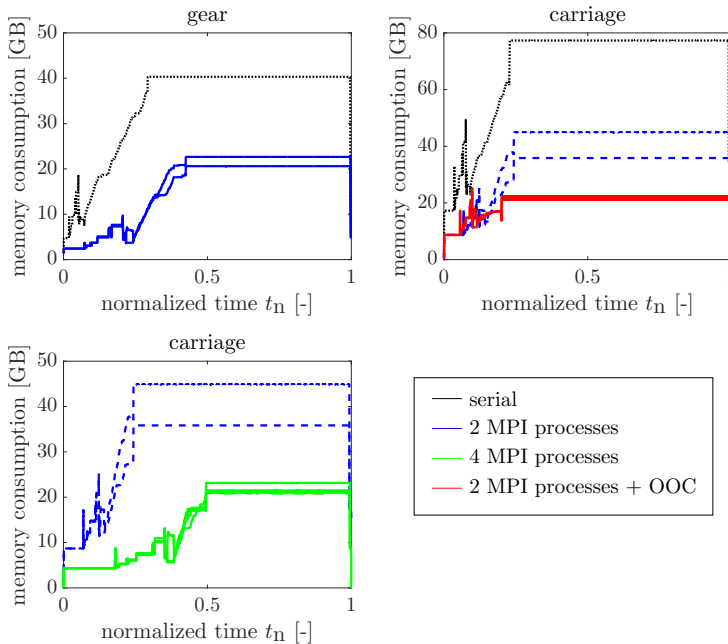 gear
memory consumption [GB]
50
40
30
20
10
0
0
0.5
1
normalized time tn [-]
carriage
memory consumption [GB]
80
60
40
20
0
0
0.5
normalized time tn [-]
carriage
memory consumption [GB]
50
40
30
20
10
0
0
0.5
1
normalized time tn [-]
serial
2 MPI processes
4 MPI processes
2 MPI processes + OOC